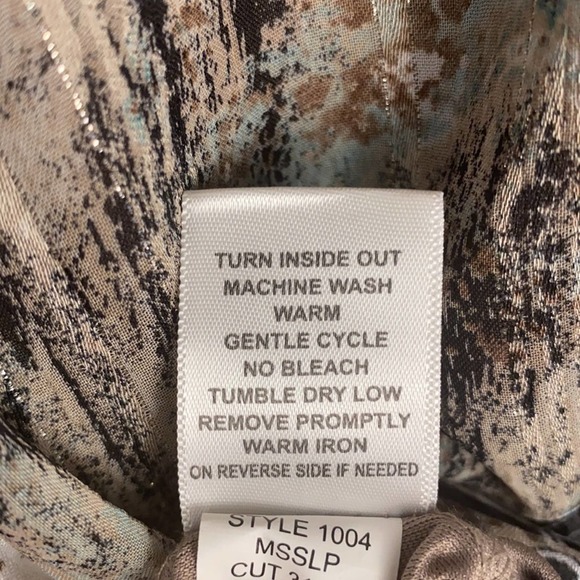 TURN INSIDE OUT
MACHINE WASH
WARM
GENTLE CYCLE
NO BLEACH
TUMBLE DRY LOW
REMOVE PROMPTLY
WARM IRON
ON REVERSE SIDE IF NEEDED
STYLE 1004
MSSLP
CUT